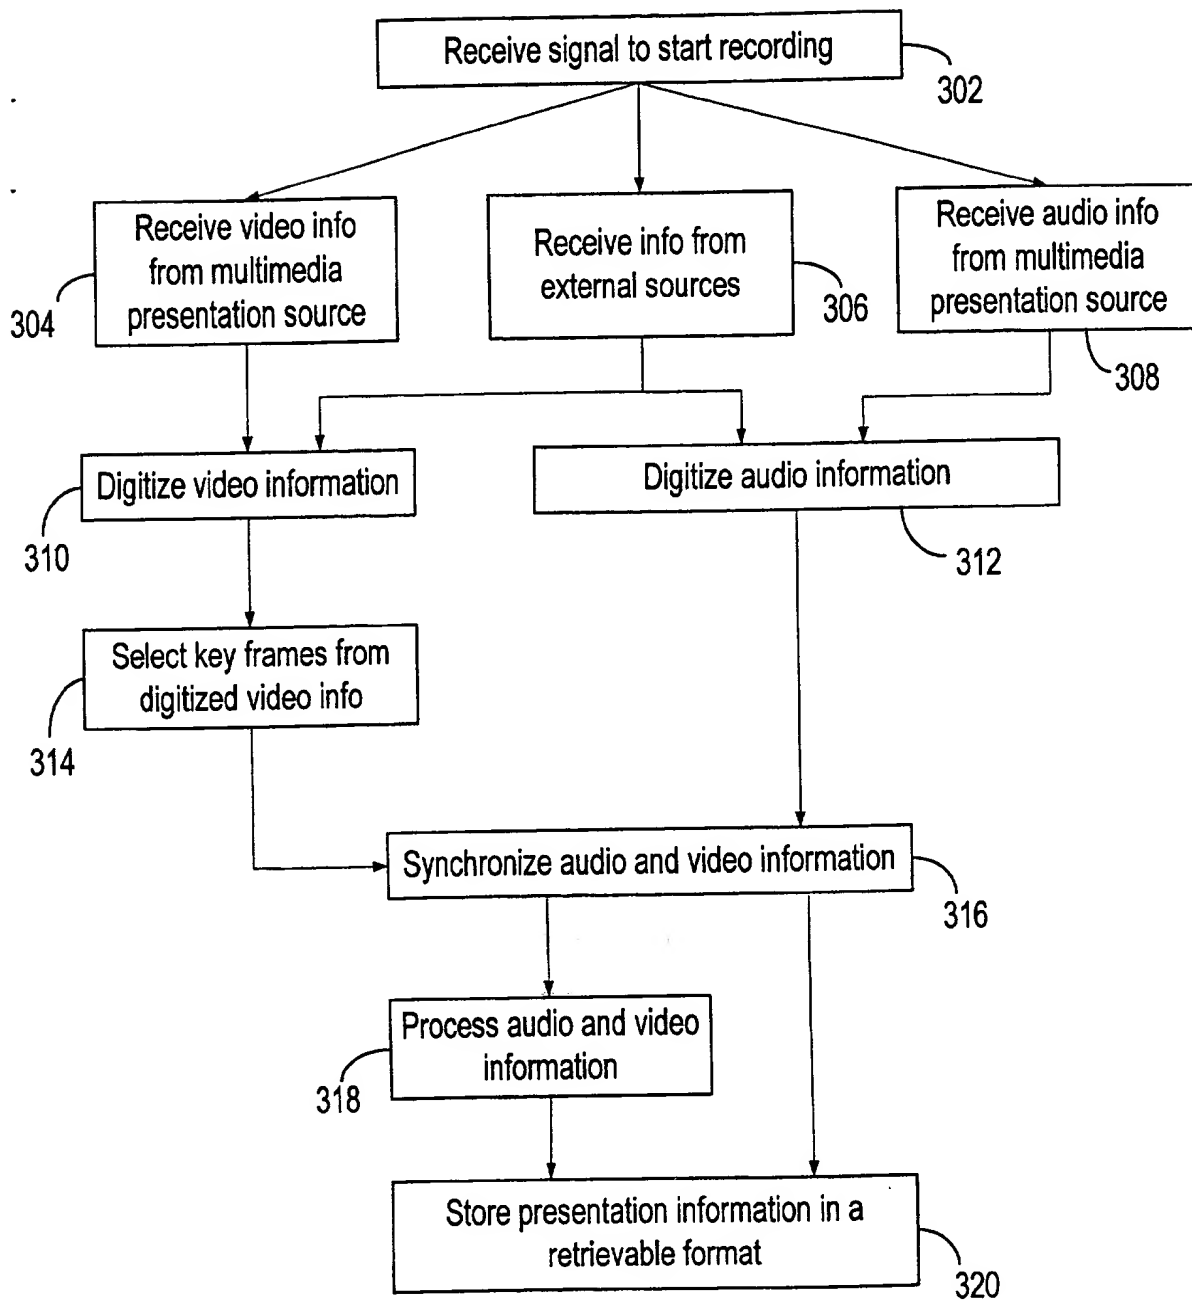 Receive signal to start recording
302
Receive video info
from multimedia
presentation source
304
Receive info from
external sources
306
Receive audio info
from multimedia
presentation source
308
Digitize video information
310
Digitize audio information
312
Select key frames from
digitized video info
314
Synchronize audio and video information
316
Process audio and video
information
318
Store presentation information in a
retrievable format
320